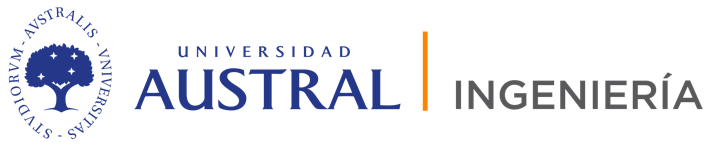 STVDIORVM - AVSTRALIS - VNIVERSITAS -
UNIVERSIDAD
AUSTRAL
INGENIERÍA